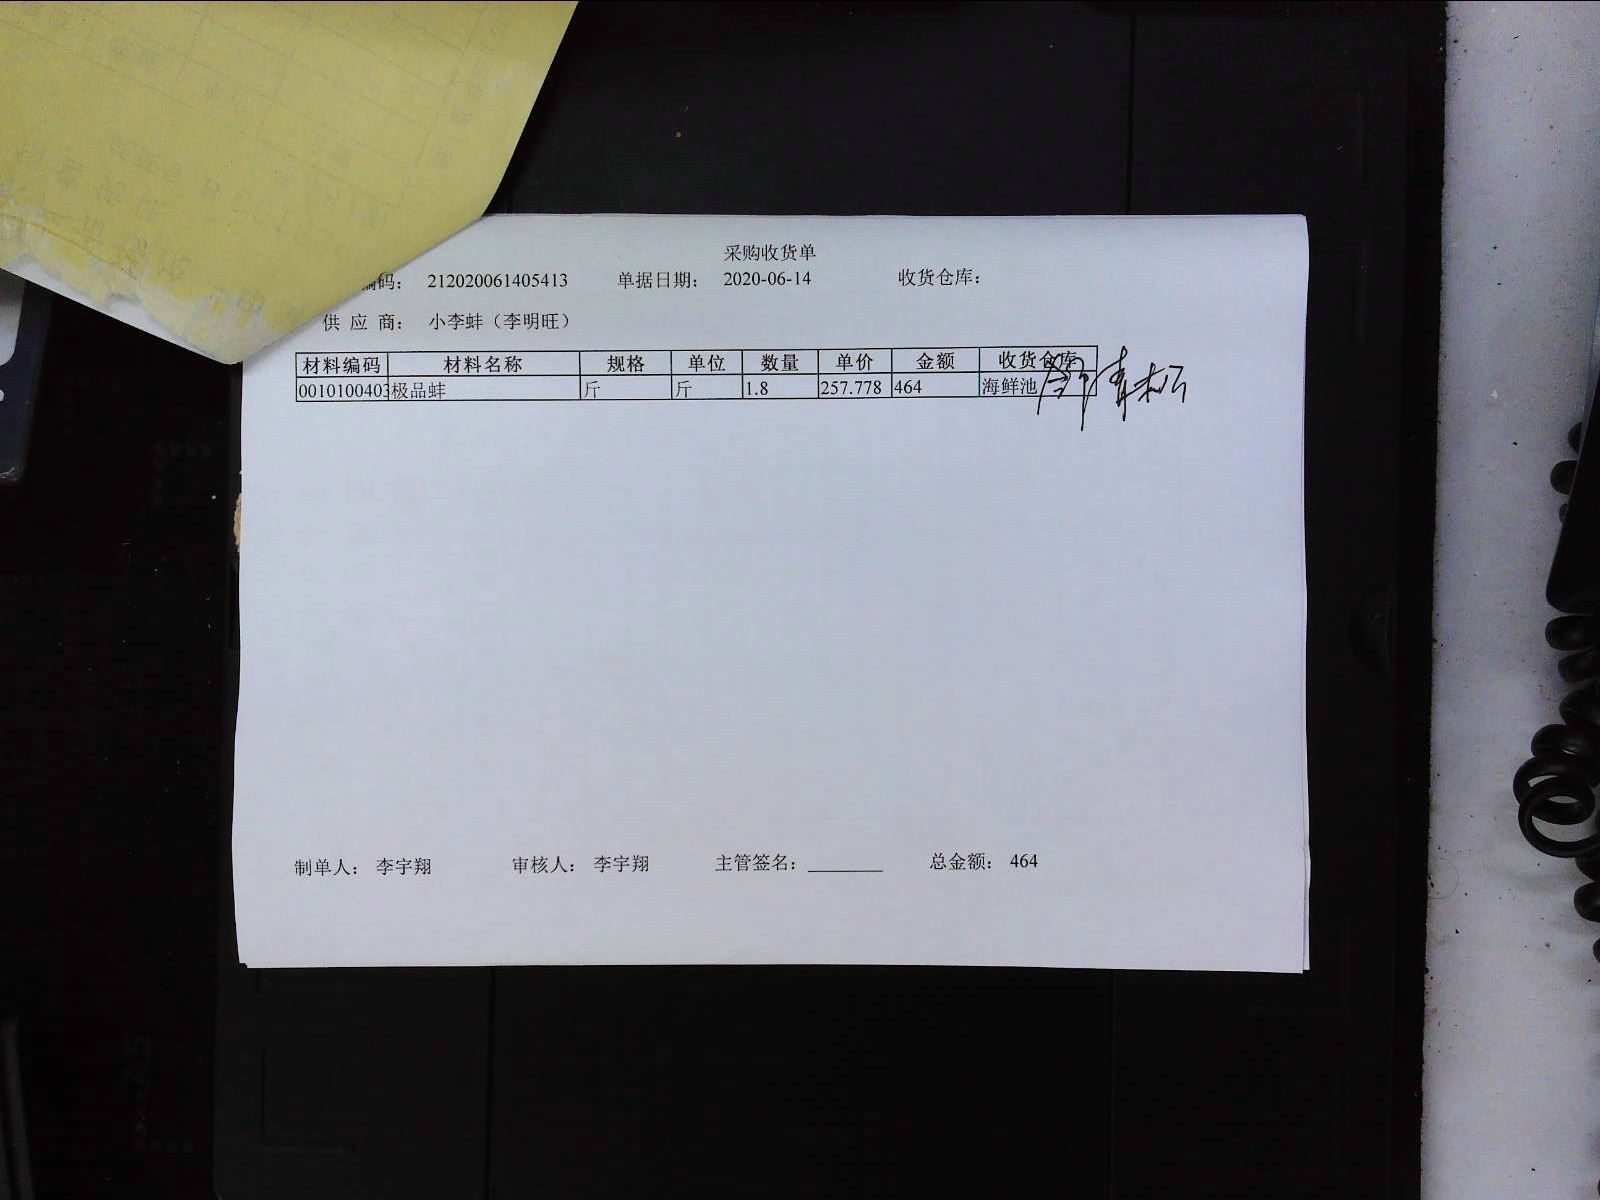 采购收货单
编码： 212020061405413 单据日期： 2020-06-14 收货仓库：
供 应 商： 小李蚌（李明旺）
材料编码 材料名称 规格 单位 数量 单价 金额 收货仓库
0010100403 极品蚌 斤 斤 1.8 257.778 464 海鲜池
制单人： 李宇翔 审核人： 李宇翔 主管签名：________ 总金额： 464